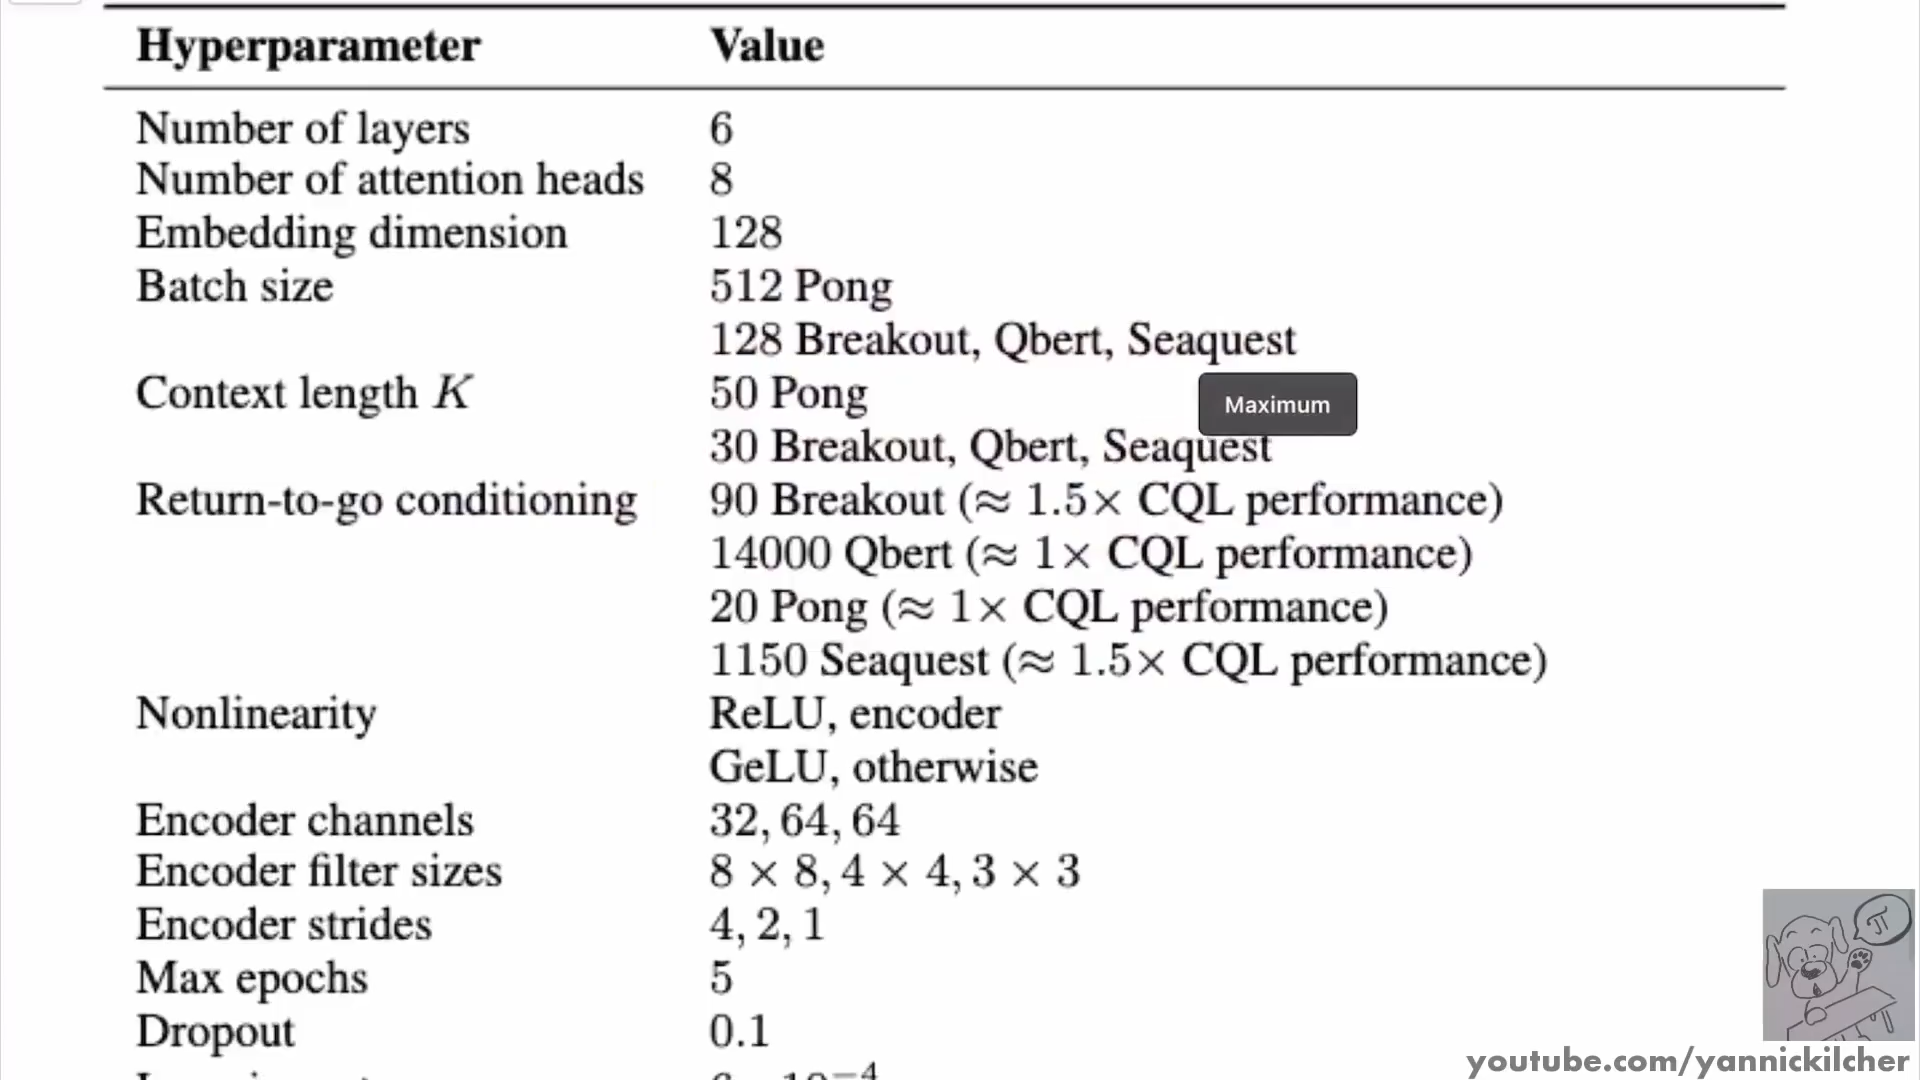 Hyperparameter Value
Number of layers 6
Number of attention heads 8
Embedding dimension 128
Batch size 512 Pong
128 Breakout, Qbert, Seaquest
Context length K 50 Pong
Maximum
30 Breakout, Qbert, Seaquest
Return-to-go conditioning 90 Breakout (≈ 1.5× CQL performance)
14000 Qbert (≈ 1× CQL performance)
20 Pong (≈ 1× CQL performance)
1150 Seaquest (≈ 1.5× CQL performance)
Nonlinearity ReLU, encoder
GeLU, otherwise
Encoder channels 32, 64, 64
Encoder filter sizes 8 × 8, 4 × 4, 3 × 3
Encoder strides 4, 2, 1
Max epochs 5
Dropout 0.1
π
youtube.com/yannickilcher